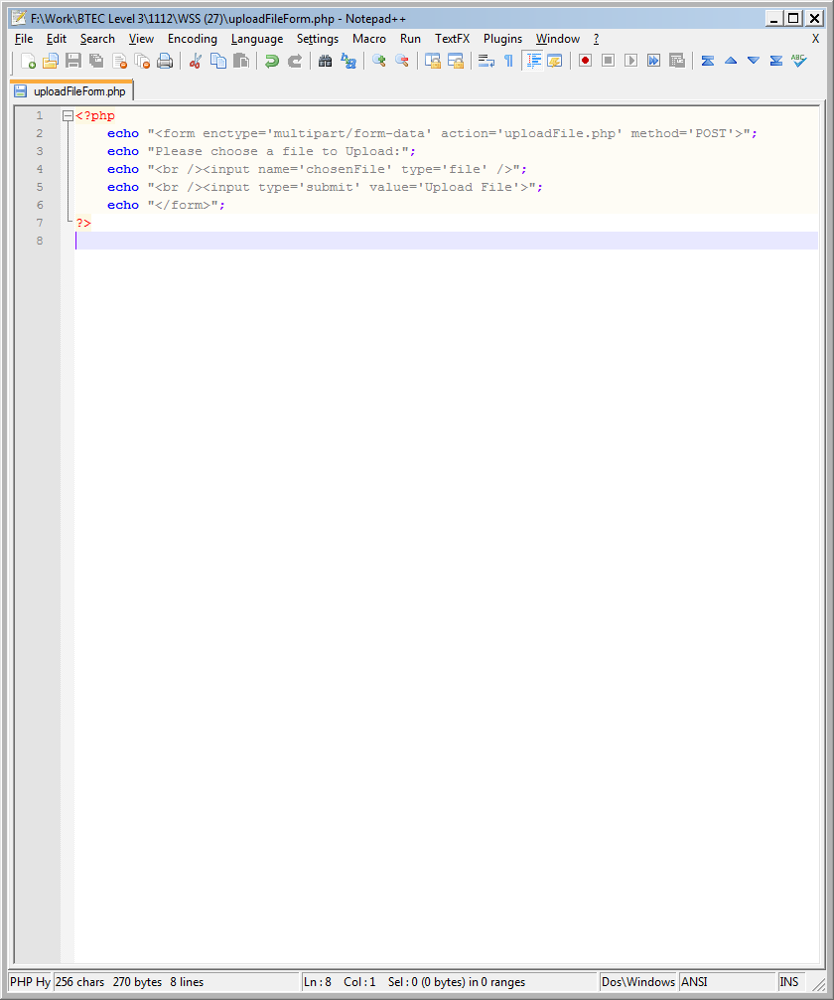 F:\Work\BTEC Level 3\1112\WSS (27)\uploadFileForm.php - Notepad++
File Edit Search View Encoding Language Settings Macro Run TextFX Plugins Window ? X
uploadFileForm.php
1 <?php
2 echo "<form enctype='multipart/form-data' action='uploadFile.php' method='POST'>";
3 echo "Please choose a file to Upload:";
4 echo "<br /><input name='chosenFile' type='file' />";
5 echo "<br /><input type='submit' value='Upload File'>";
6 echo "</form>";
7 ?>
8
PHP Hy 256 chars 270 bytes 8 lines Ln : 8 Col : 1 Sel : 0 (0 bytes) in 0 ranges Dos\Windows ANSI INS